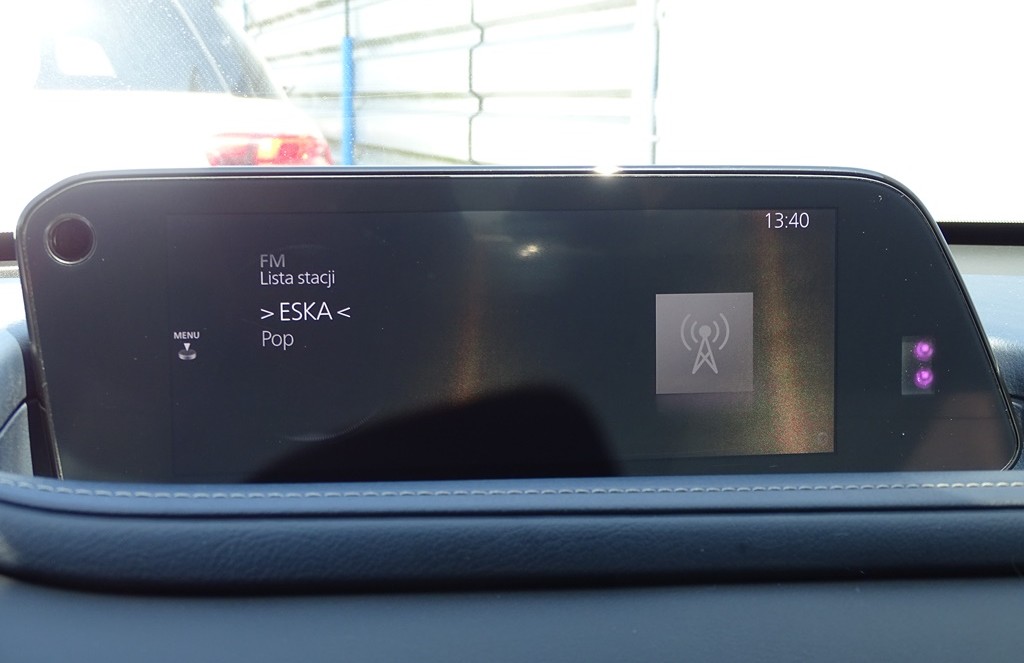 13:40
FM
Lista stacji
> ESKA <
MENU
Pop